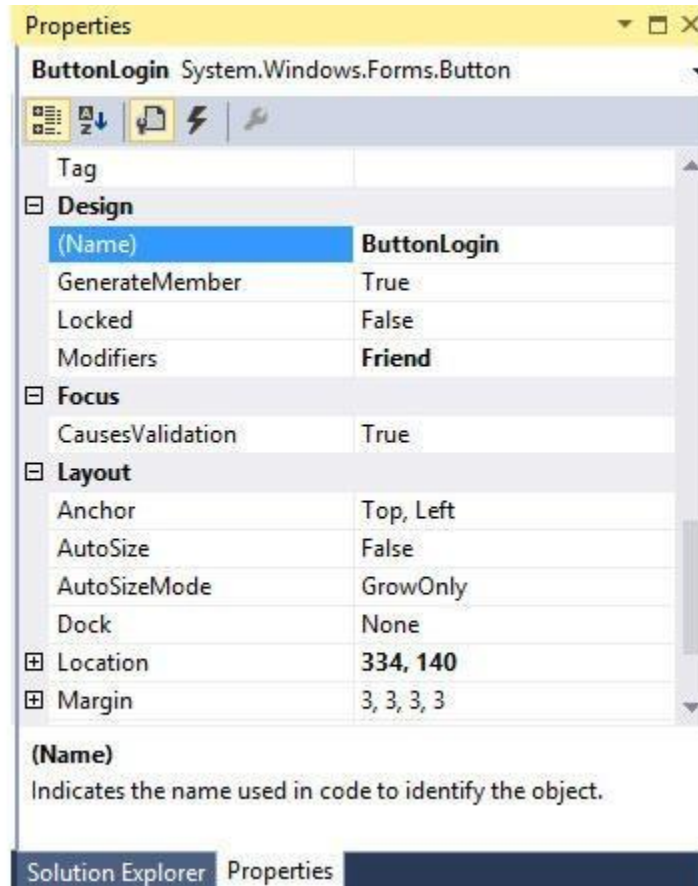 Properties
ButtonLogin System.Windows.Forms.Button
Tag
Design
(Name) ButtonLogin
GenerateMember True
Locked False
Modifiers Friend
Focus
CausesValidation True
Layout
Anchor Top, Left
AutoSize False
AutoSizeMode GrowOnly
Dock None
Location 334, 140
Margin 3, 3, 3, 3
(Name)
Indicates the name used in code to identify the object.
Solution Explorer Properties